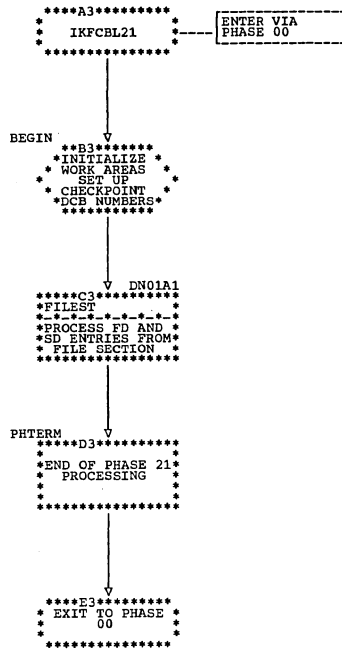 A3
IKFCBL21
ENTER VIA
PHASE 00
BEGIN
B3
INITIALIZE
WORK AREAS
SET UP
CHECKPOINT
DCB NUMBERS
DN01A1
C3
FILEST
PROCESS FD AND
SD ENTRIES FROM
FILE SECTION
PHTERM
D3
END OF PHASE 21
PROCESSING
E3
EXIT TO PHASE
00